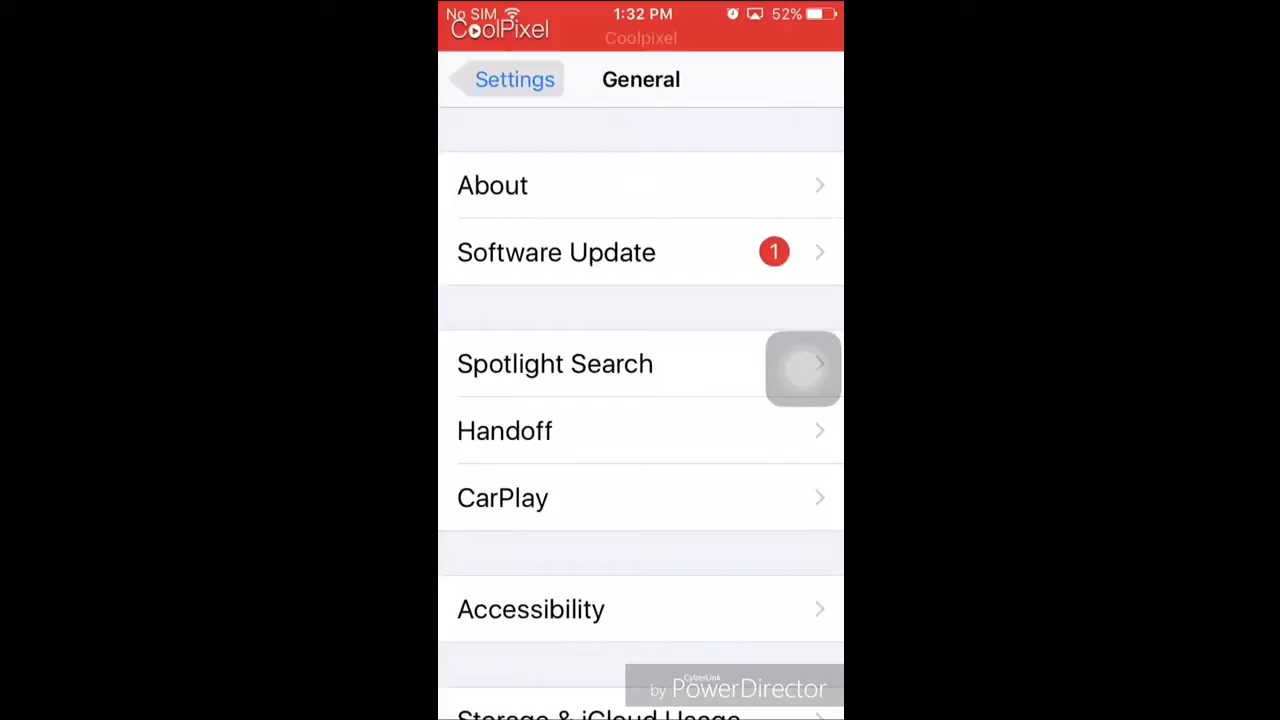 No SIM 1:32 PM 52%
CoolPixel
Coolpixel
Settings General
About
Software Update 1
Spotlight Search
Handoff
CarPlay
Accessibility
CyberLink
by PowerDirector
Storage & iCloud Usage